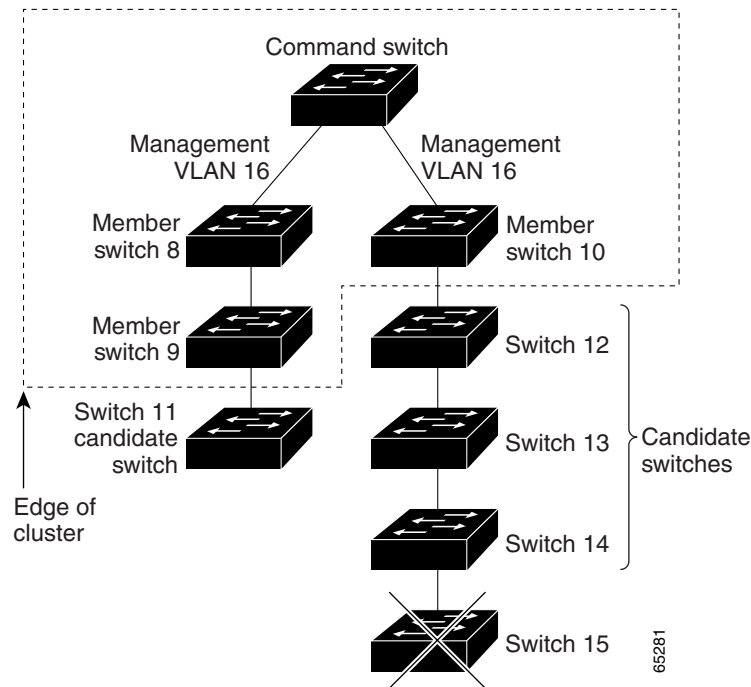 Command switch
Management
VLAN 16
Management
VLAN 16
Member
switch 8
Member
switch 10
Member
switch 9
Switch 12
Switch 11
candidate
switch
Switch 13
Candidate
switches
Edge of
cluster
Switch 14
Switch 15
65281